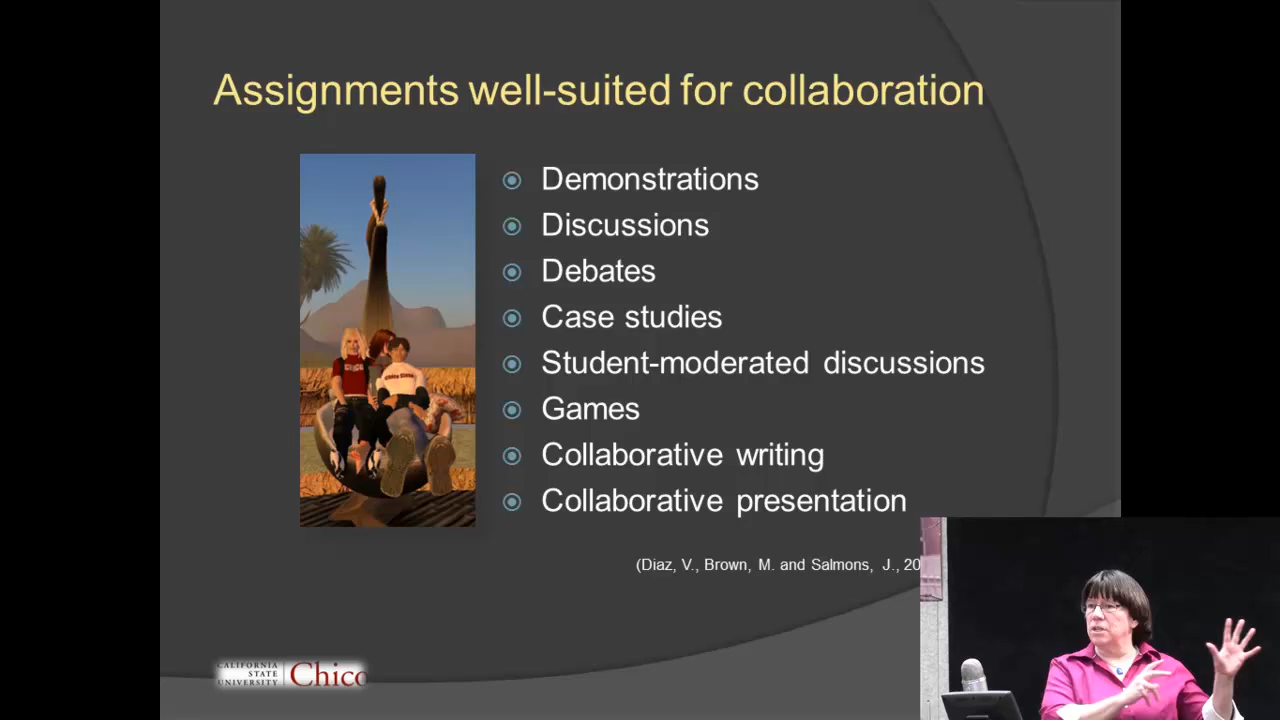 Assignments well-suited for collaboration
Demonstrations
Discussions
Debates
Case studies
Student-moderated discussions
Games
Collaborative writing
Collaborative presentation
(Diaz, V., Brown, M. and Salmons, J., 20
CALIFORNIA
STATE
UNIVERSITY
Chico